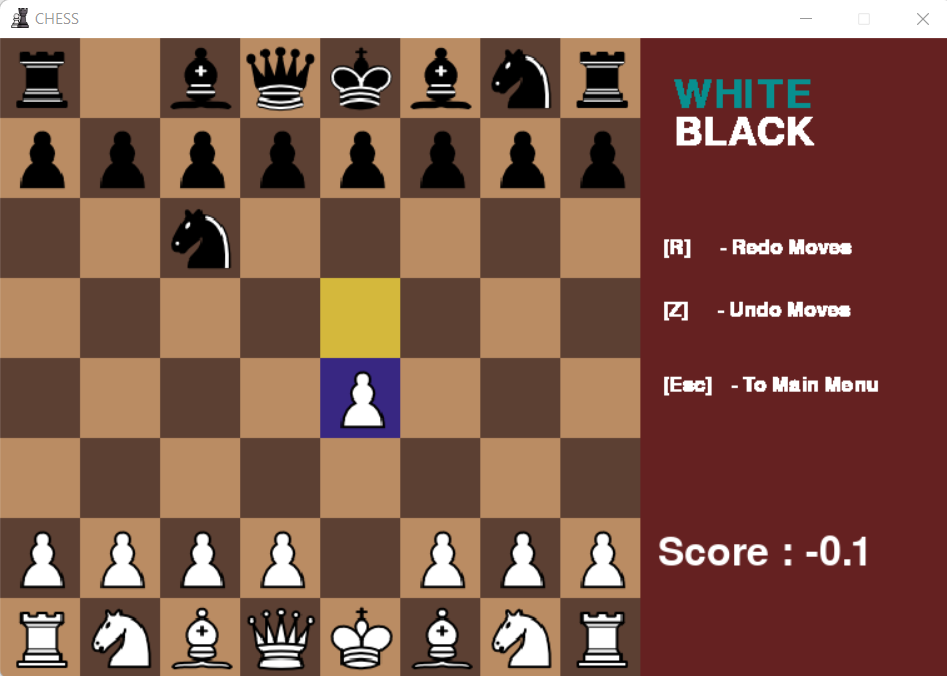 CHESS
WHITE
BLACK
[R] - Redo Moves
[Z] - Undo Moves
[Esc] - To Main Menu
Score : -0.1